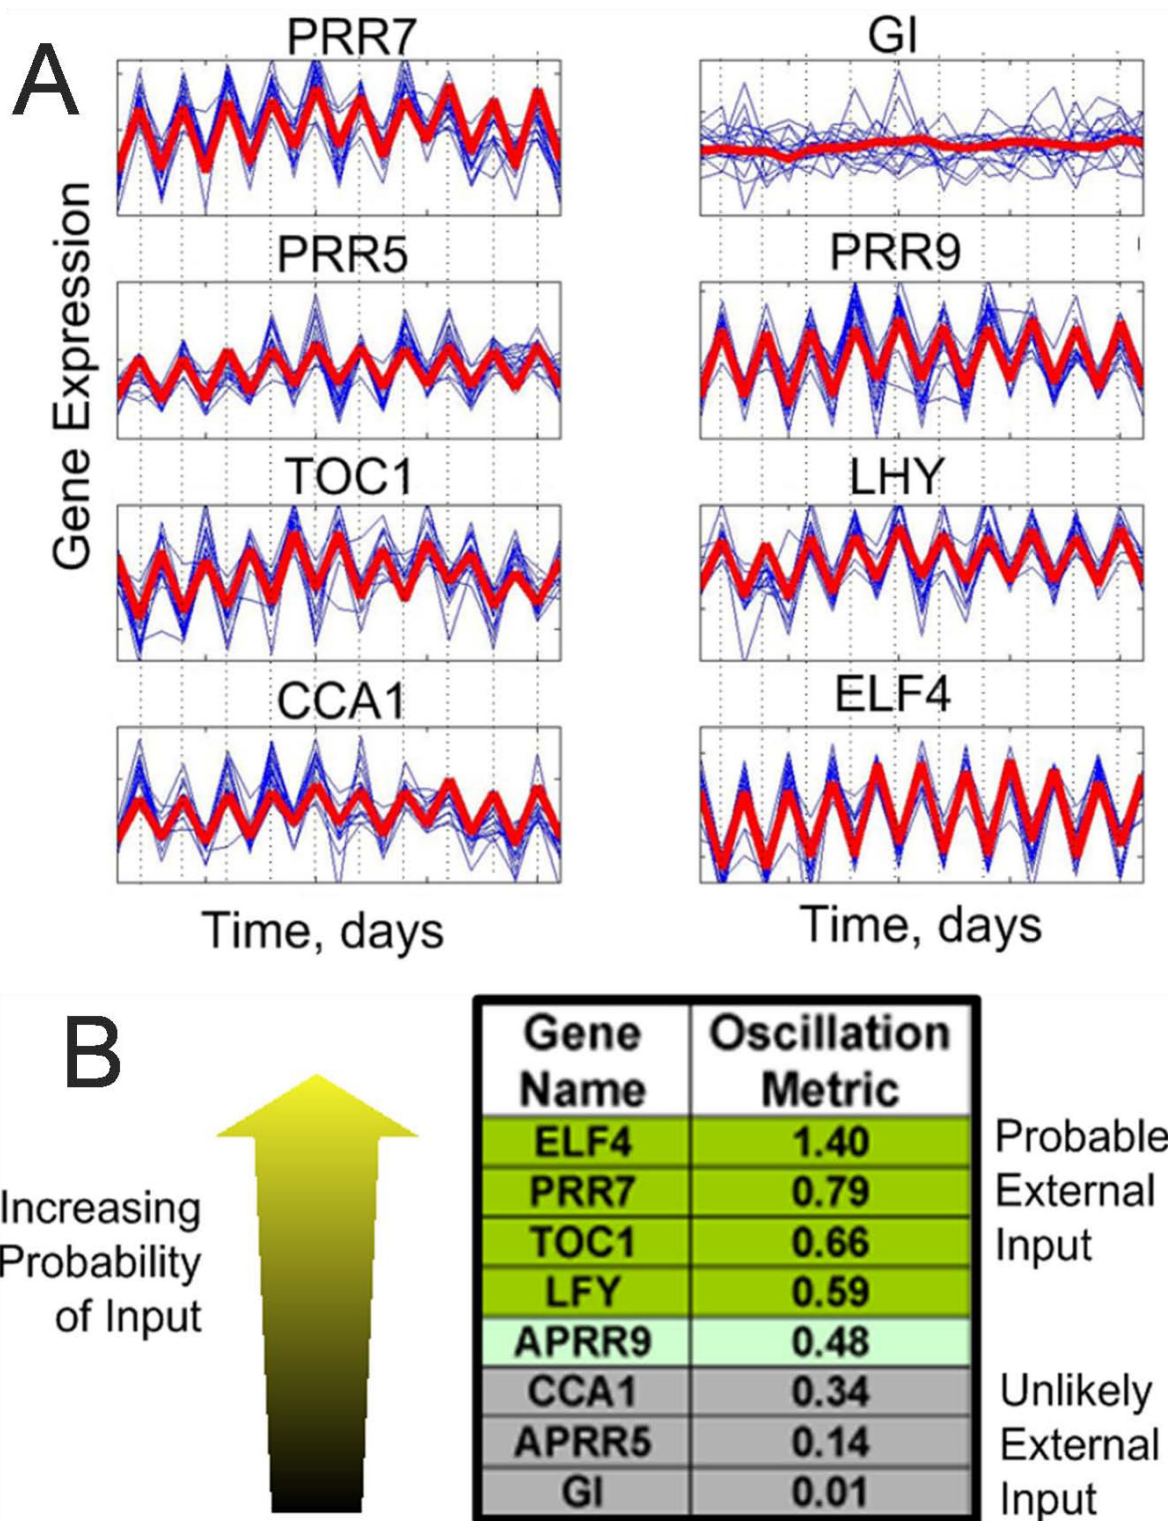 A
PRR7
GI
Gene Expression
PRR5
PRR9
TOC1
LHY
CCA1
ELF4
Time, days
Time, days
B
Increasing
Probability
of Input
Gene Name
Oscillation Metric
ELF4 1.40
PRR7 0.79
TOC1 0.66
LFY 0.59
APRR9 0.48
CCA1 0.34
APRR5 0.14
GI 0.01
Probable
External
Input
Unlikely
External
Input